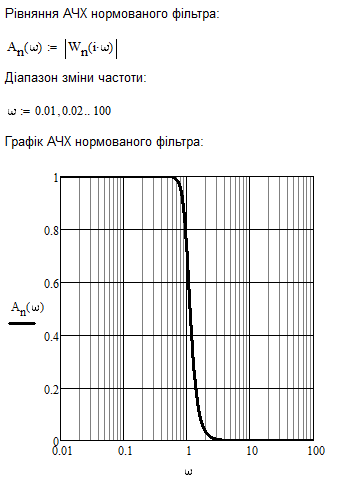 Рівняння АЧХ нормованого фільтра:
An(ω) := |Wn(i·ω)|
Діапазон зміни частоти:
ω := 0.01, 0.02 .. 100
Графік АЧХ нормованого фільтра:
1
0.8
0.6
An(ω)
0.4
0.2
0
0.01 0.1 1 10 100
ω